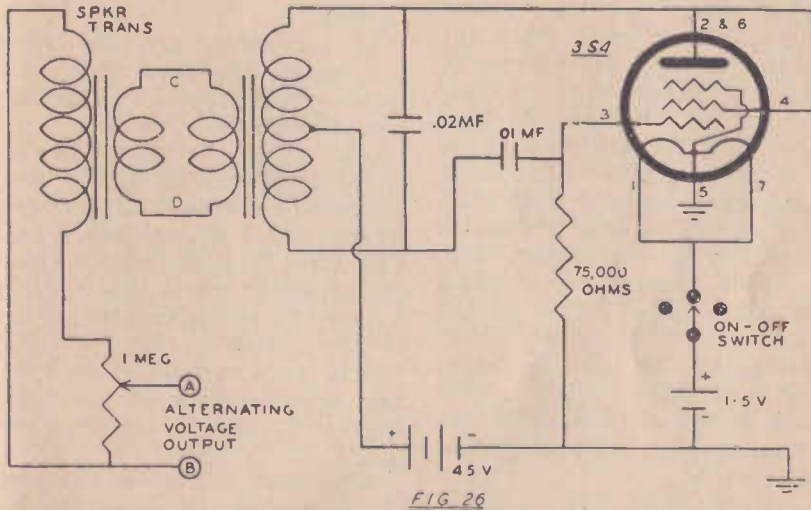 SPKR
TRANS
C
D
.02MF
.01 MF
3S4
2 & 6
3
4
1
5
7
75,000
OHMS
ON-OFF
SWITCH
+
1.5 V
-
1 MEG
A
ALTERNATING
VOLTAGE
OUTPUT
B
+
-
45 V
FIG 26